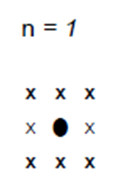 n = 1
x x x
x ● x
x x x